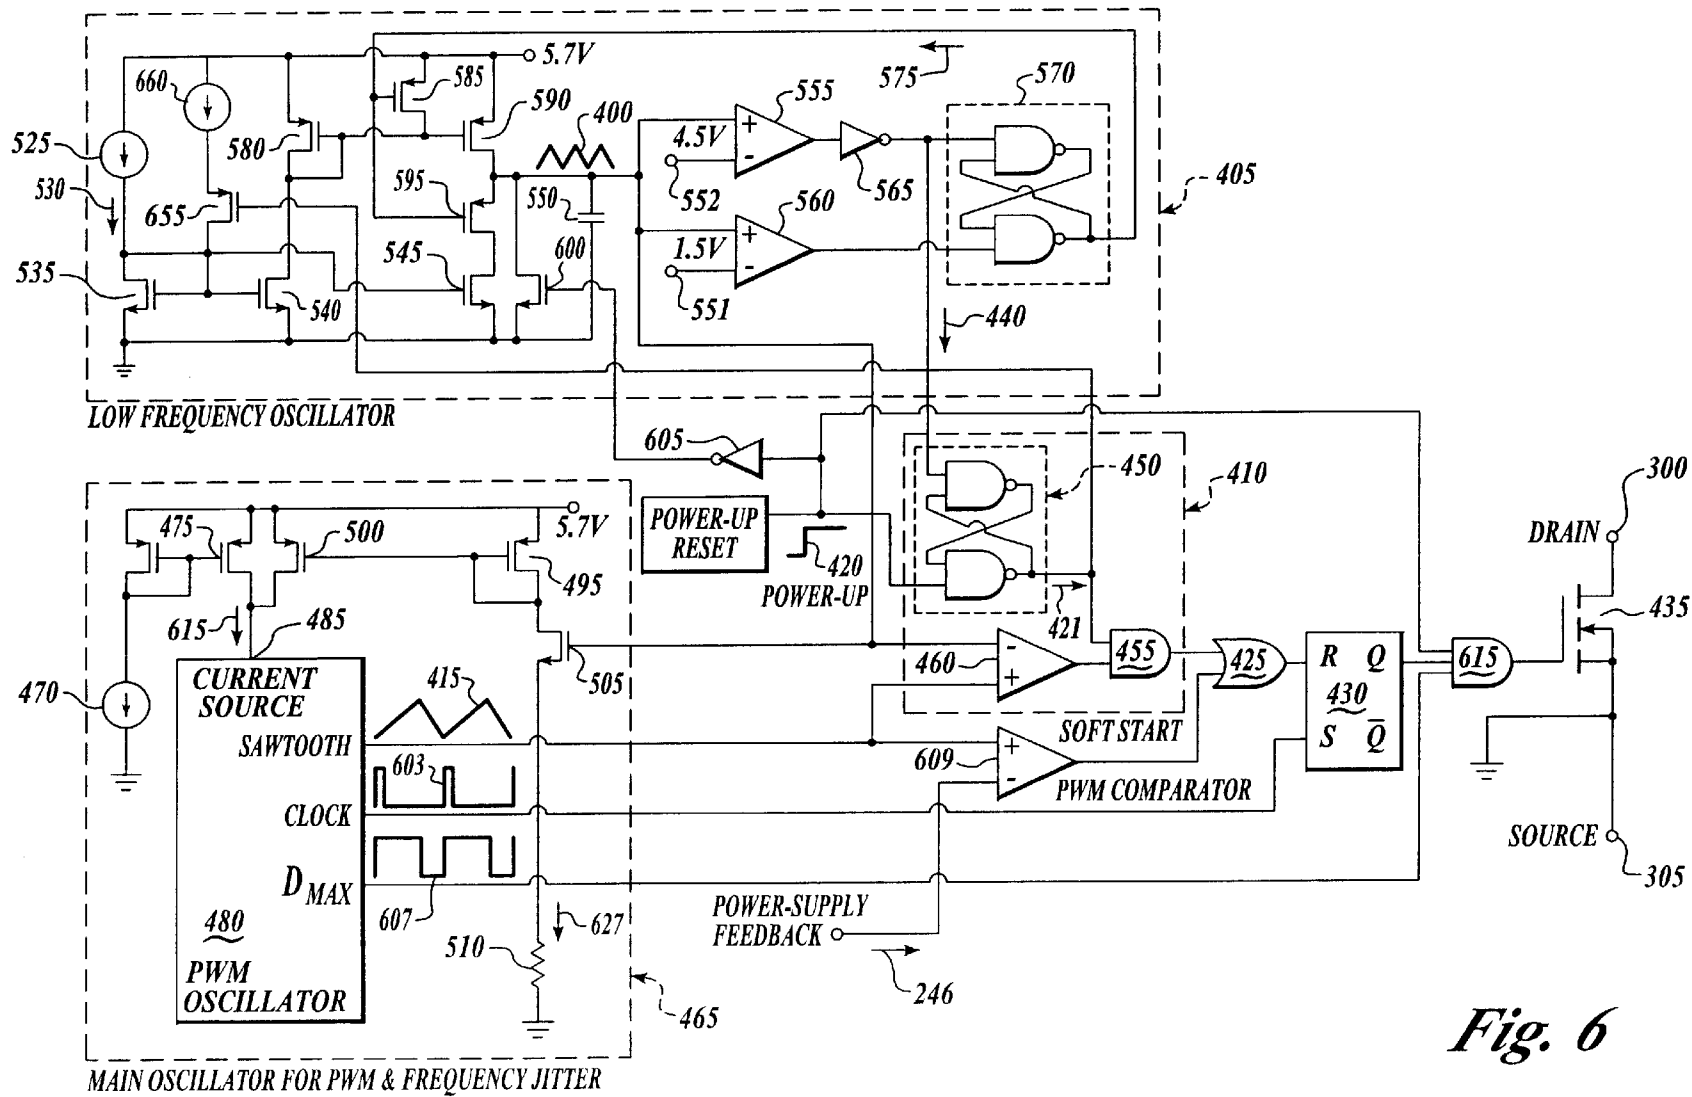 5.7V
660
585
590
400
575
570
555
4.5V
580
525
530
595
550
552
565
405
560
655
1.5V
545
600
551
535
540
440
LOW FREQUENCY OSCILLATOR
605
450
410
300
POWER-UP
RESET
420
POWER-UP
DRAIN
475
500
5.7V
495
435
615
485
421
460
455
425
R Q
430
S Q̅
615
505
470
CURRENT
SOURCE
415
SOFT START
SAWTOOTH
609
603
PWM COMPARATOR
CLOCK
SOURCE
305
D MAX
607
627
POWER-SUPPLY
FEEDBACK
480
510
246
PWM
OSCILLATOR
465
Fig. 6
MAIN OSCILLATOR FOR PWM & FREQUENCY JITTER
+
-
+
-
-
+
+
-